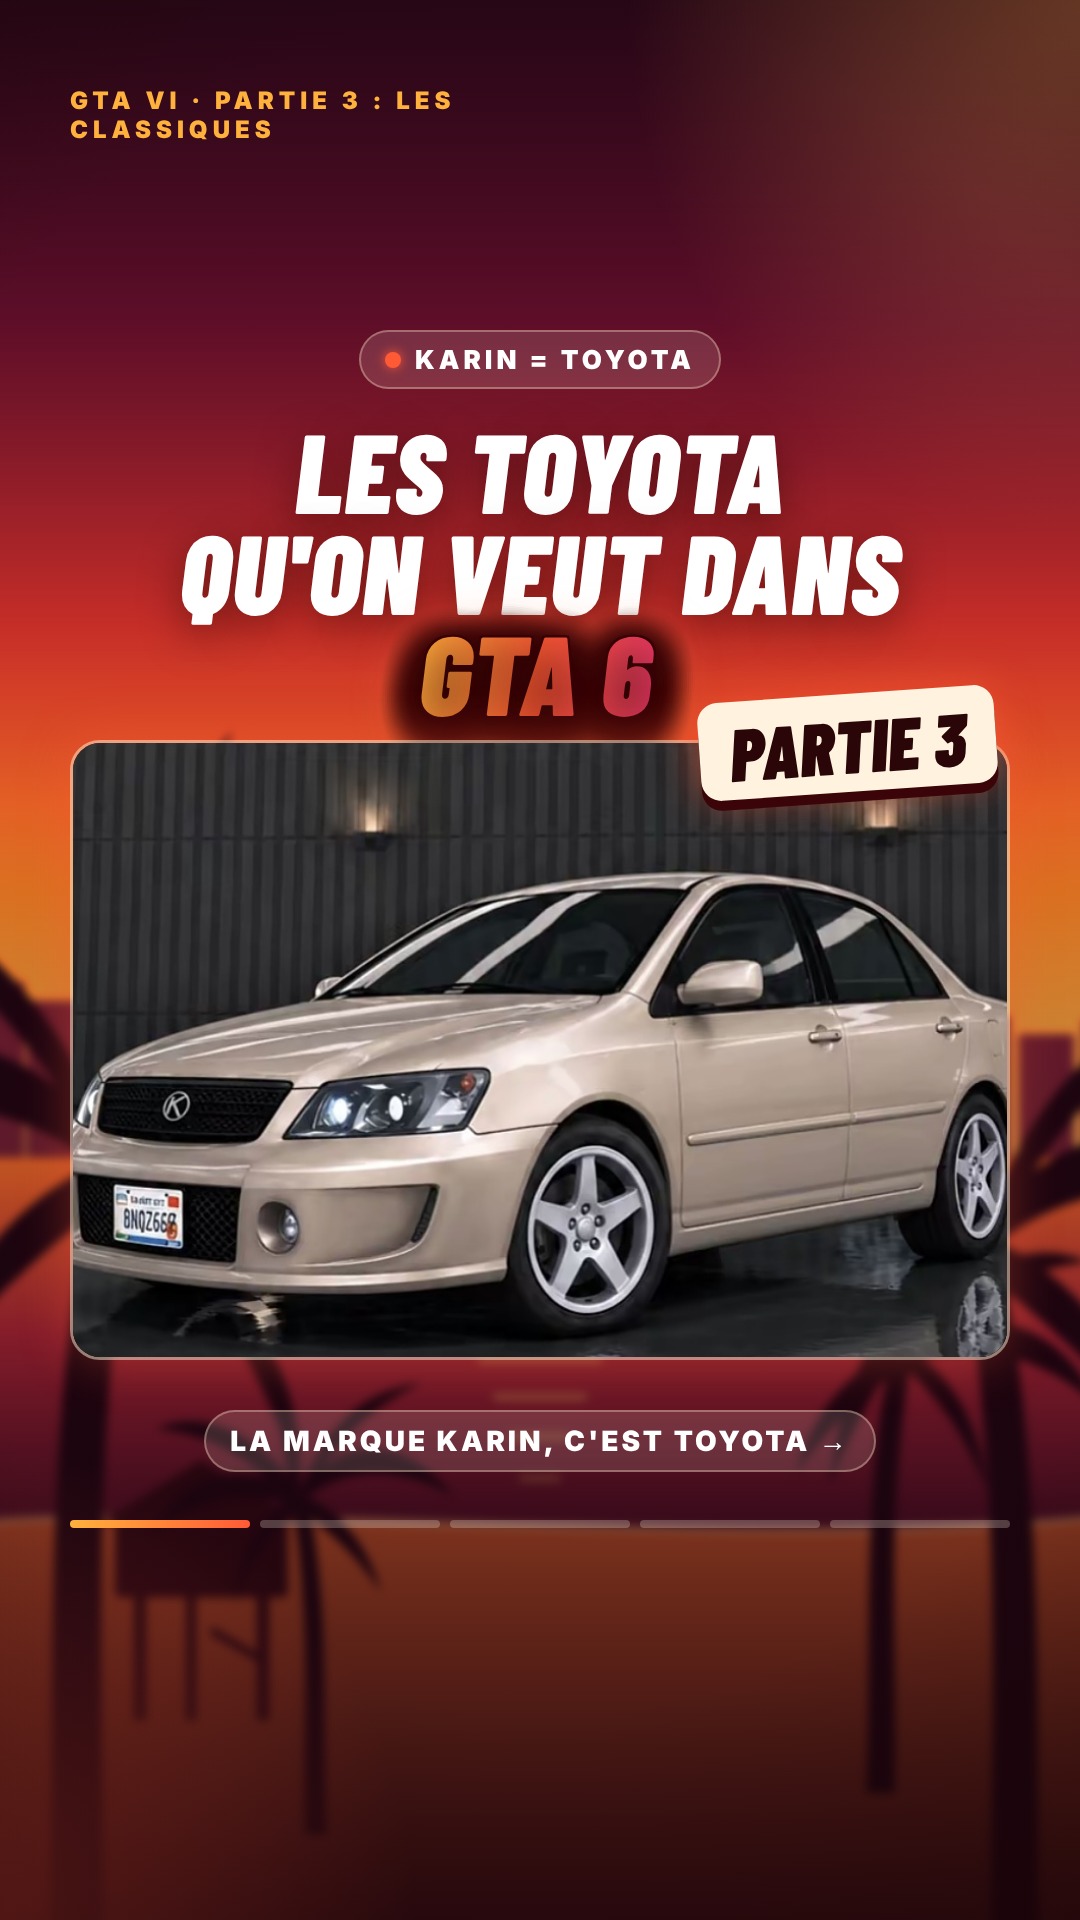 GTA VI · PARTIE 3 : LES
CLASSIQUES
KARIN = TOYOTA
LES TOYOTA
QU'ON VEUT DANS
GTA 6
PARTIE 3
K
LA MARQUE KARIN, C'EST TOYOTA →